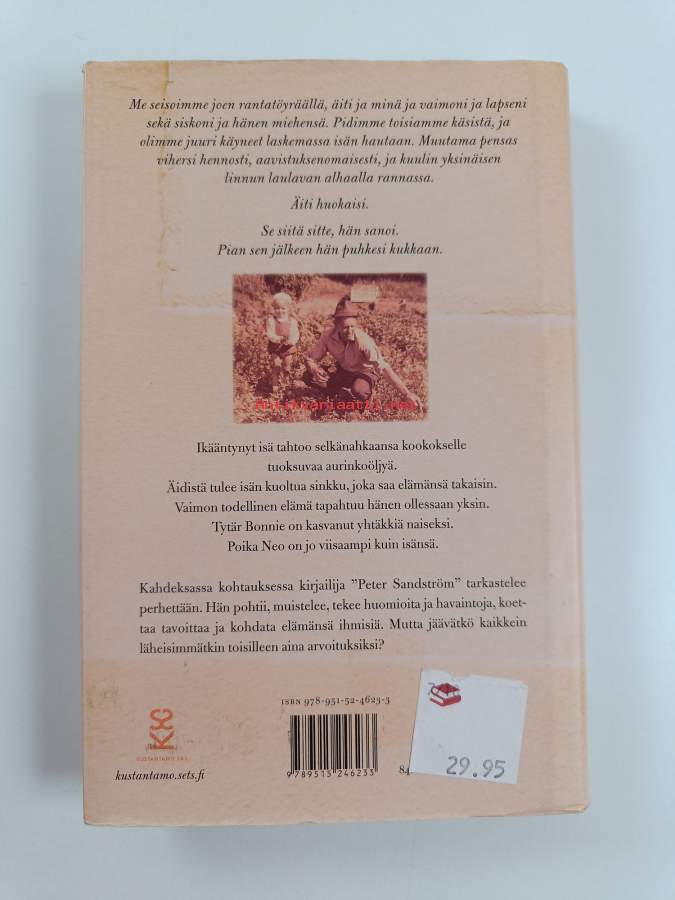 Me seisoimme joen rantatöyräällä, äiti ja minä ja vaimoni ja lapseni
sekä siskoni ja hänen miehensä. Pidimme toisiamme käsistä, ja
olimme juuri käyneet laskemassa isän hautaan. Muutama pensas
vihersi hennosti, aavistuksenomaisesti, ja kuulin yksinäisen
linnun laulavan alhaalla rannassa.
Äiti huokaisi.
Se siitä sitte, hän sanoi.
Pian sen jälkeen hän puhkesi kukkaan.
Antikvariaatti.net
Ikääntynyt isä tahtoo selkänahkaansa kookokselle
tuoksuvaa aurinkoöljyä.
Äidistä tulee isän kuoltua sinkku, joka saa elämänsä takaisin.
Vaimon todellinen elämä tapahtuu hänen ollessaan yksin.
Tytär Bonnie on kasvanut yhtäkkiä naiseksi.
Poika Neo on jo viisaampi kuin isänsä.
Kahdeksassa kohtauksessa kirjailija ”Peter Sandström” tarkastelee
perhettään. Hän pohtii, muistelee, tekee huomioita ja havaintoja, koet-
taa tavoittaa ja kohdata elämänsä ihmisiä. Mutta jäävätkö kaikkein
läheisimmätkin toisilleen aina arvoituksiksi?
ISBN 978-951-52-4623-3
KUSTANTAMO S&S
kustantamo.sets.fi
9789515246233
84.
29.95